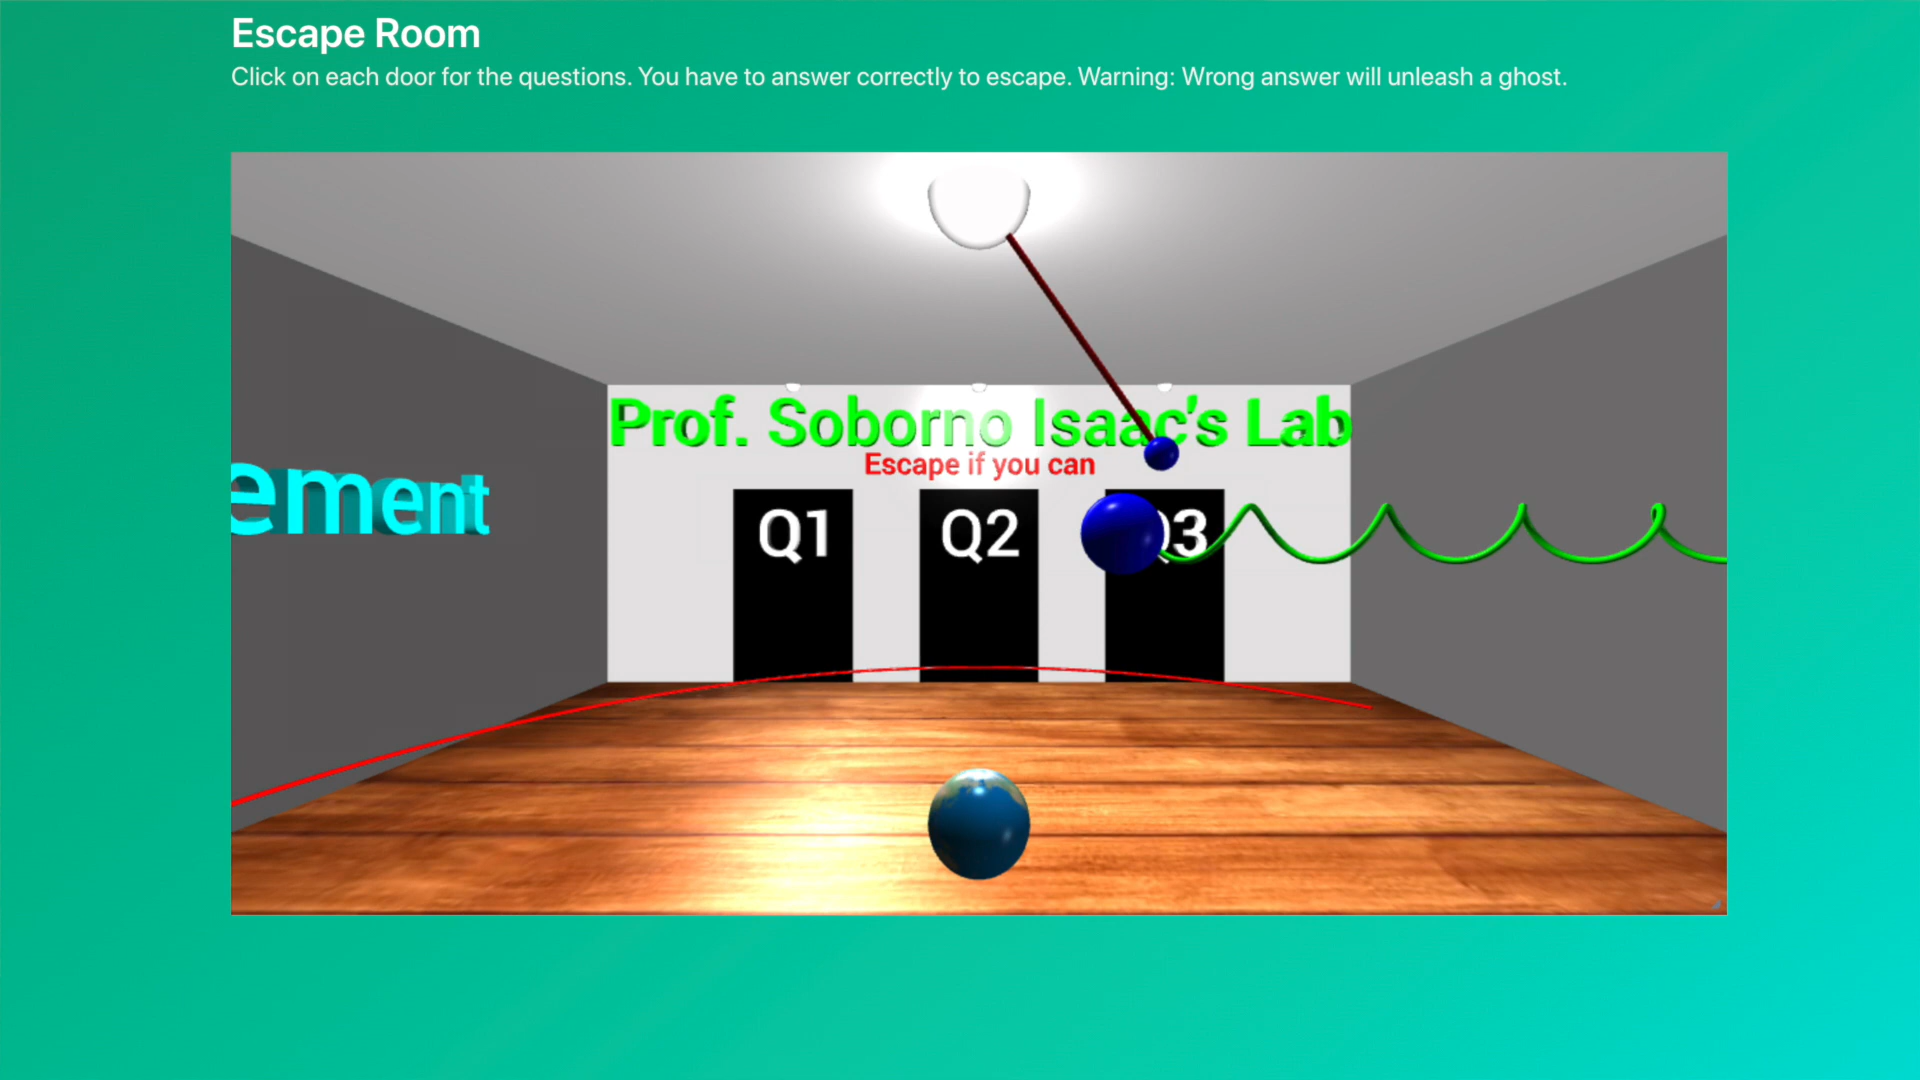 Escape Room
Click on each door for the questions. You have to answer correctly to escape. Warning: Wrong answer will unleash a ghost.
Prof. Soborno Isaac's Lab
Escape if you can
ement
Q1
Q2
Q3